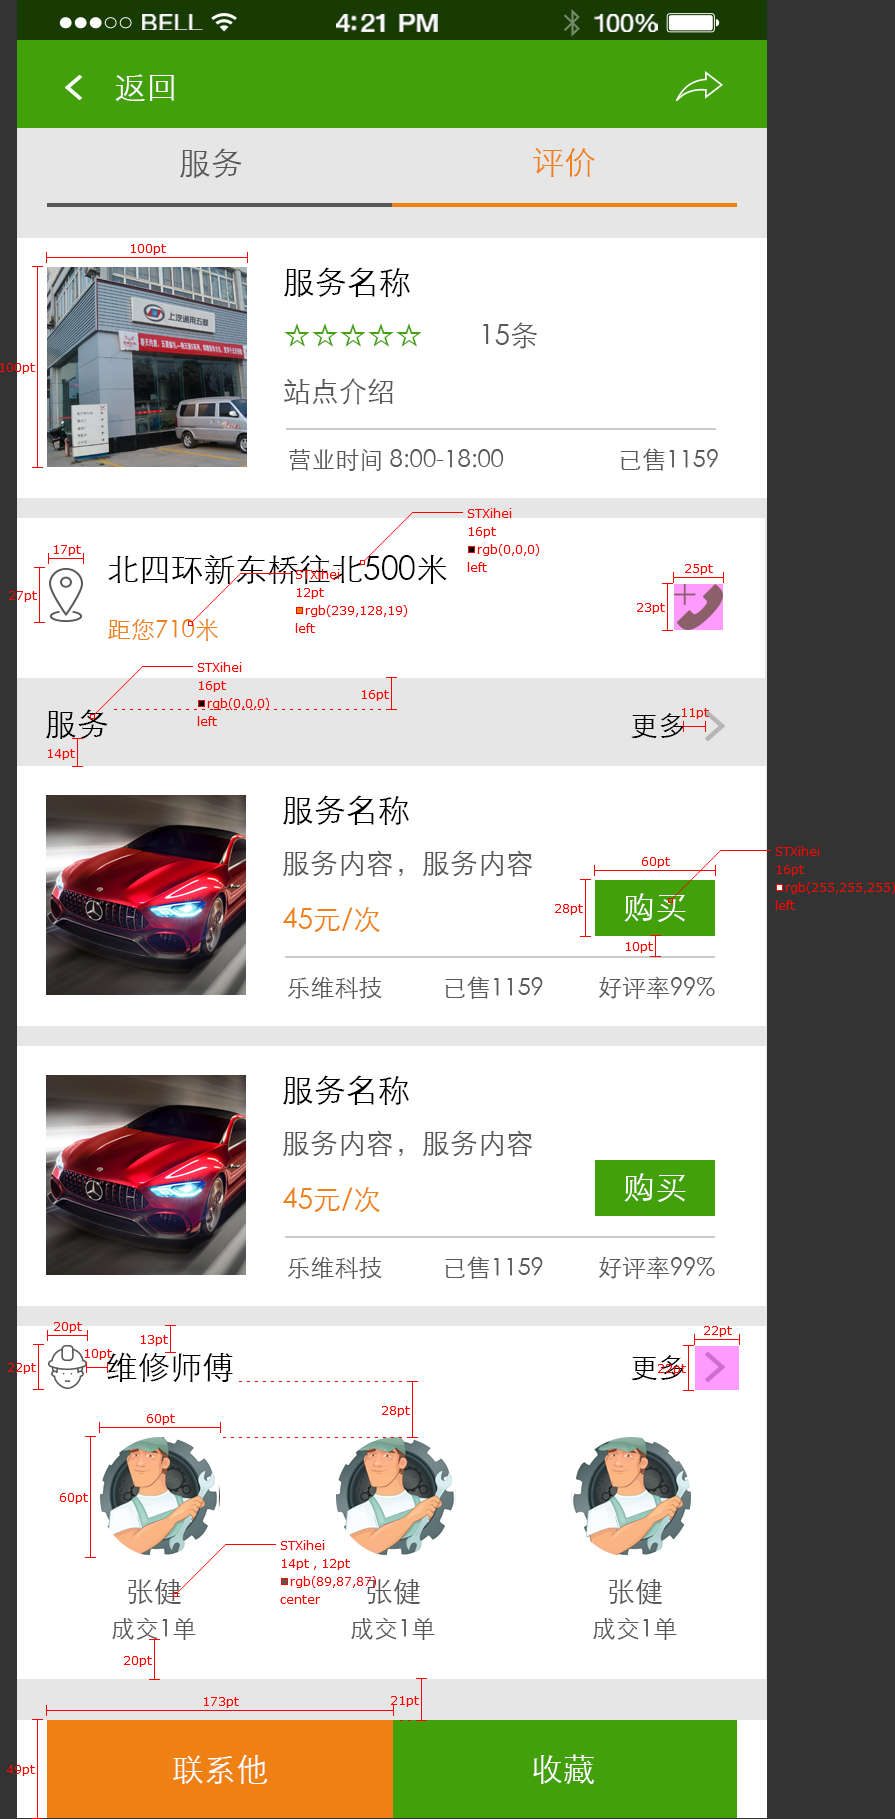 BELL 4:21 PM 100%
返回
服务 评价
100pt
100pt
上汽通用五菱
服务名称
15条
站点介绍
营业时间 8:00-18:00 已售1159
STXihei
16pt
rgb(0,0,0)
left
17pt
27pt
北四环新东桥往北500米
STXihei
12pt
rgb(239,128,19)
left
距您710米
25pt
23pt
STXihei
16pt
rgb(0,0,0)
left
16pt
服务
14pt
更多
11pt
服务名称
服务内容，服务内容
45元/次
60pt
28pt
购买
10pt
STXihei
16pt
rgb(255,255,255)
left
乐维科技 已售1159 好评率99%
服务名称
服务内容，服务内容
45元/次
购买
乐维科技 已售1159 好评率99%
20pt
22pt
10pt
13pt
维修师傅
更多
22pt
22pt
28pt
60pt
60pt
STXihei
14pt , 12pt
rgb(89,87,87)
center
张健 张健 张健
成交1单 成交1单 成交1单
20pt
173pt
21pt
49pt
联系他 收藏